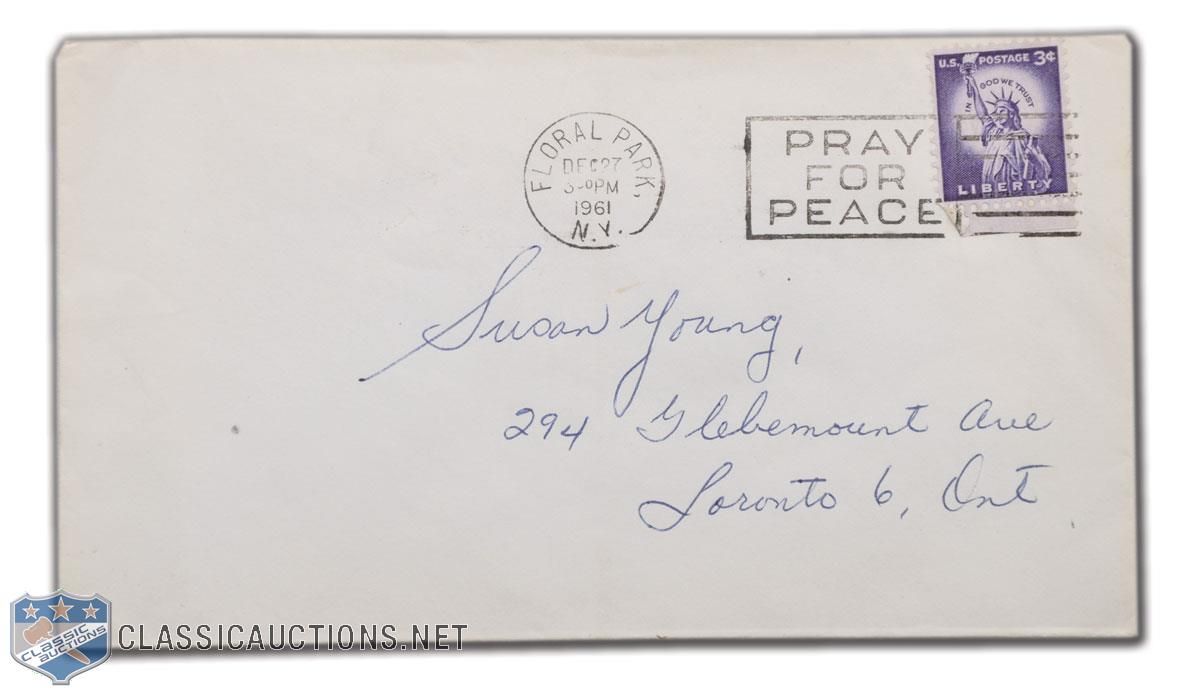 U.S. POSTAGE 3¢
IN GOD WE TRUST
LIBERTY
FLORAL PARK,
DEC 27
PM
1961
N.Y.
PRAY
FOR
PEACE
Susan Young,
294 Glebemount Ave
Toronto 6, Ont
CLASSIC
AUCTIONS
CLASSICAUCTIONS.NET